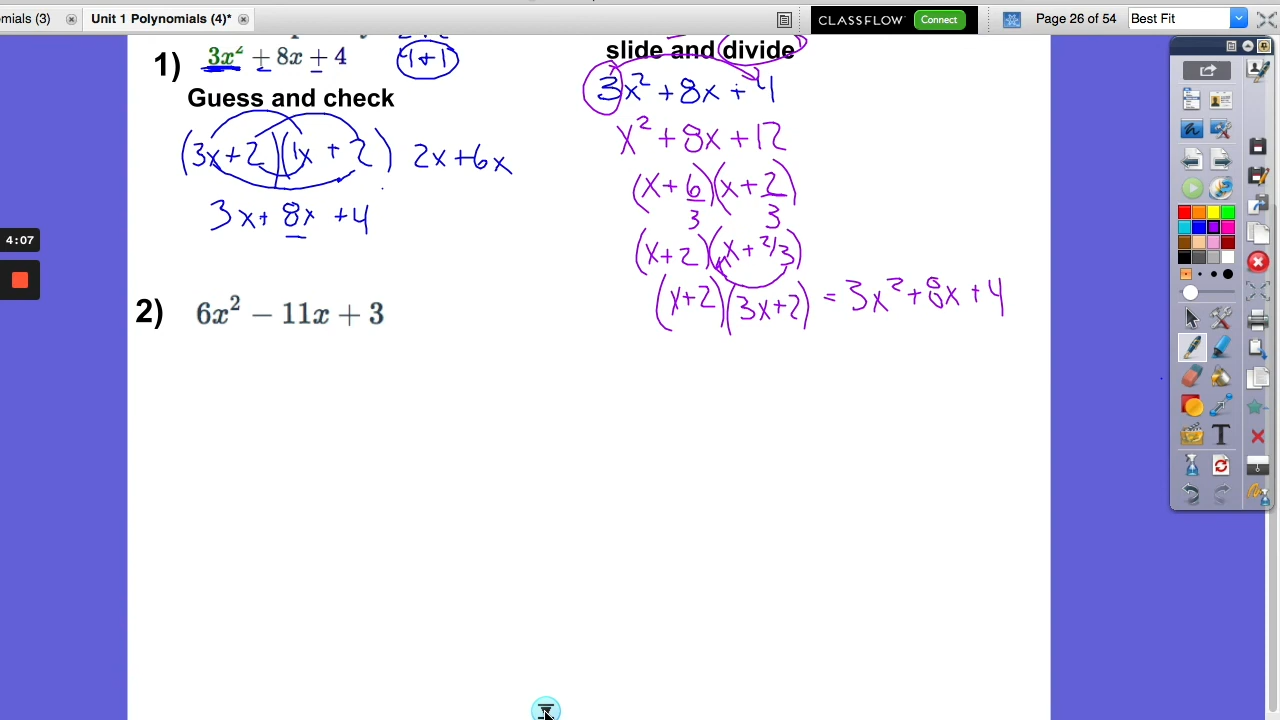 omials (3)
Unit 1 Polynomials (4)*
CLASSFLOW Connect
Page 26 of 54
Best Fit
1) 3x² + 8x + 4
4+1
Guess and check
(3x+2)(1x + 2) 2x+6x
3x+ 8x +4
slide and divide
3x² + 8x + 4
x² + 8x + 12
(x + 6/3)(x + 2/3)
(x+2)(x + 2/3)
(x+2)(3x+2) = 3x²+8x+4
4:07
2) 6x² − 11x + 3
T